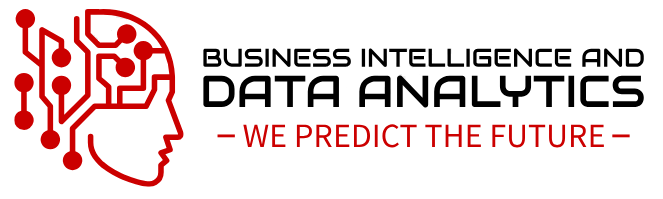 BUSINESS INTELLIGENCE AND
DATA ANALYTICS
– WE PREDICT THE FUTURE –